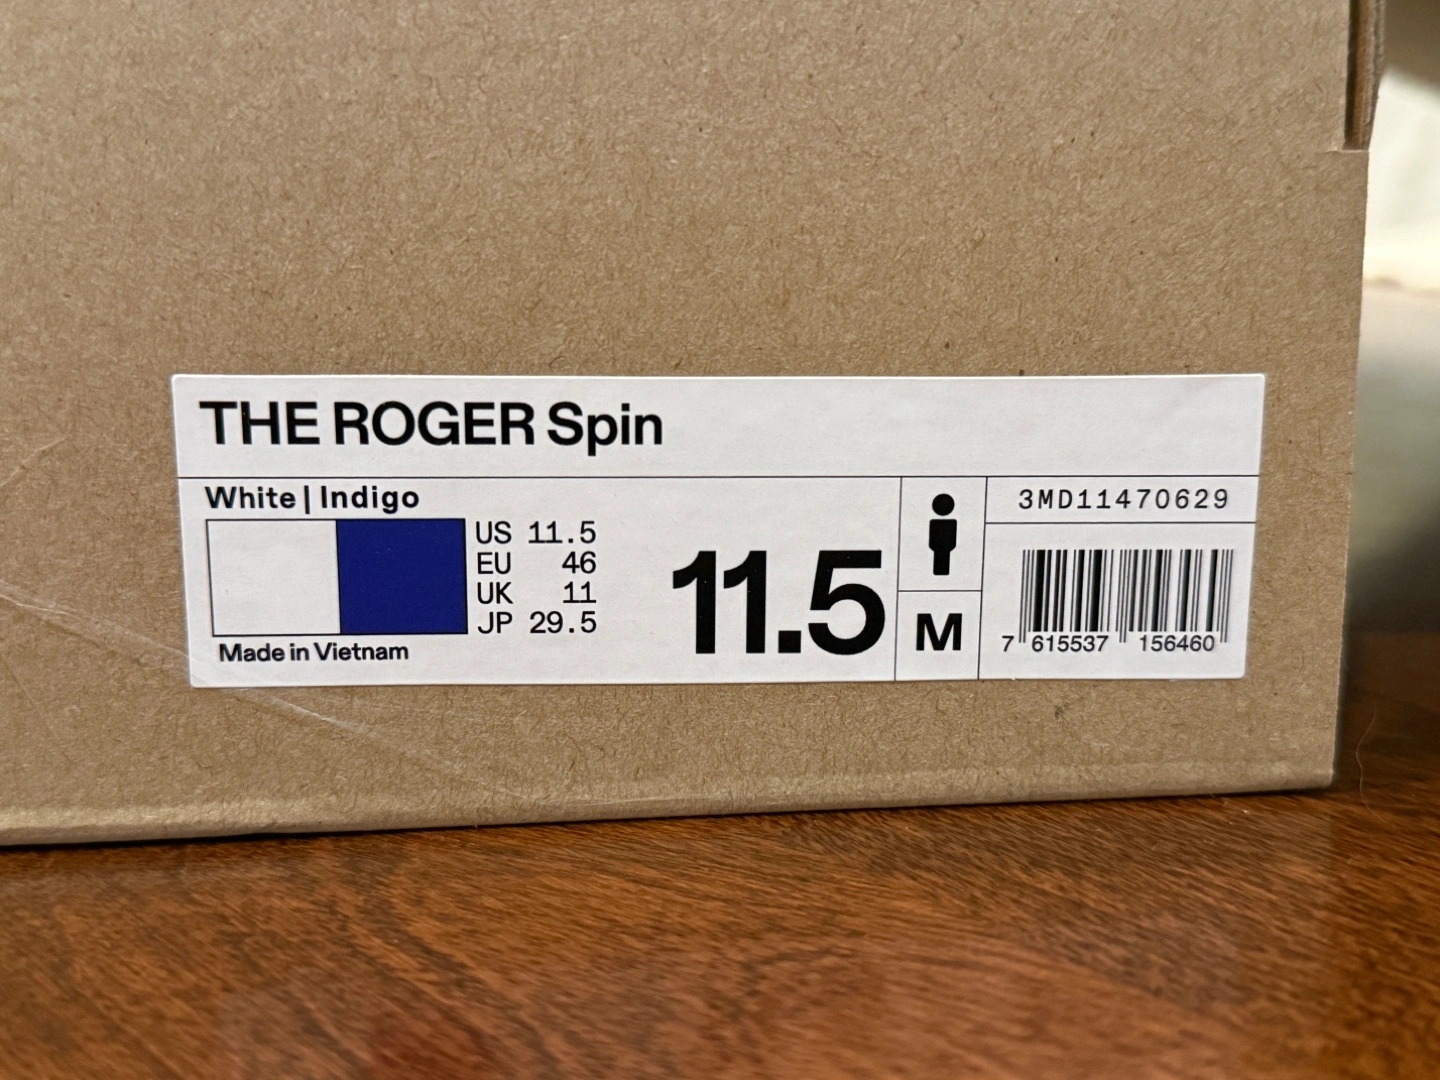 THE ROGER Spin
White | Indigo
US 11.5
EU 46
UK 11
JP 29.5
Made in Vietnam
11.5
M
3MD11470629
7 615537 156460